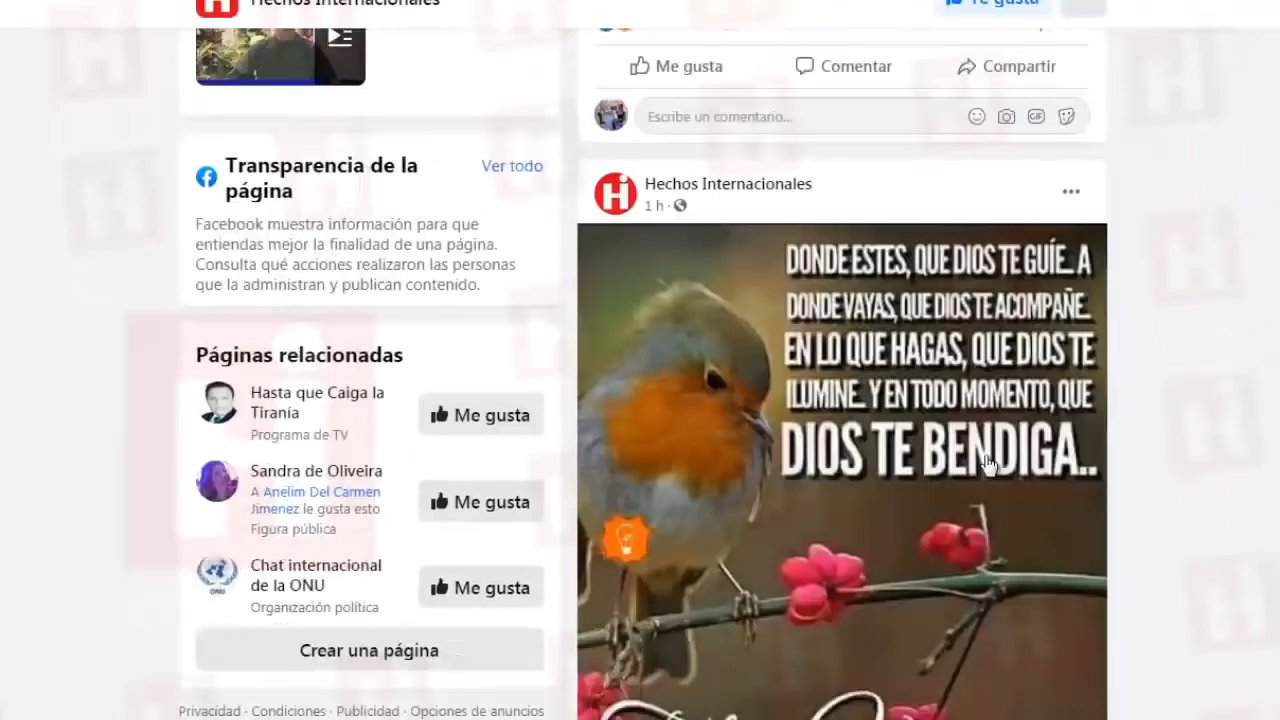 Hechos Internacionales
Te gusta
Me gusta
Comentar
Compartir
Escribe un comentario...
GIF
Transparencia de la
página
Ver todo
Facebook muestra información para que
entiendas mejor la finalidad de una página.
Consulta qué acciones realizaron las personas
que la administran y publican contenido.
Páginas relacionadas
Hasta que Caiga la
Tiranía
Programa de TV
Me gusta
Sandra de Oliveira
A Anelim Del Carmen
Jimenez le gusta esto
Figura pública
Me gusta
Chat internacional
de la ONU
Organización política
Me gusta
ONU
Crear una página
Privacidad · Condiciones · Publicidad · Opciones de anuncios
Hechos Internacionales
1 h ·
DONDE ESTES, QUE DIOS TE GUÍE.. A
DONDE VAYAS, QUE DIOS TE ACOMPAÑE..
EN LO QUE HAGAS, QUE DIOS TE
ILUMINE.. Y EN TODO MOMENTO, QUE
DIOS TE BENDIGA..